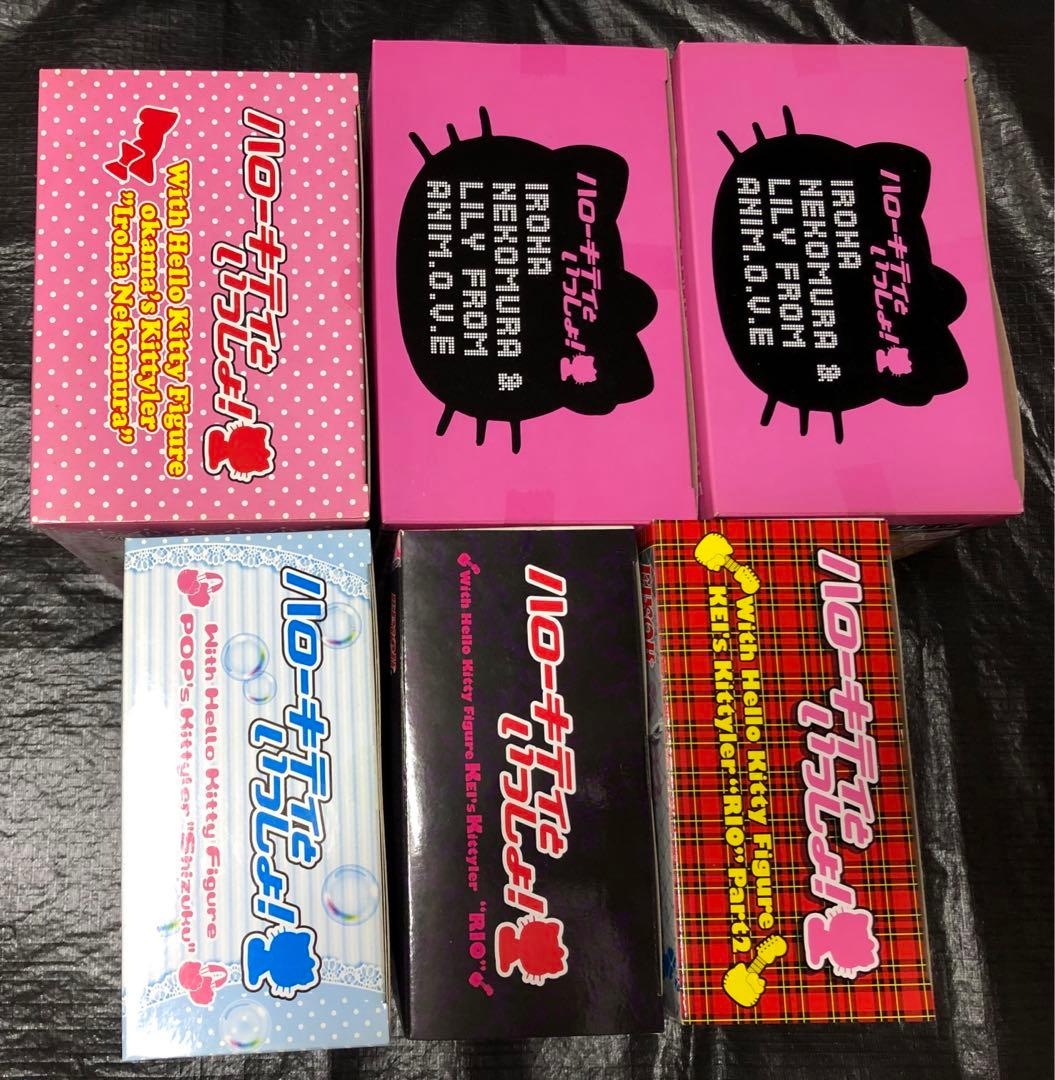 ハローキティと
いっしょ!
With Hello Kitty Figure
okama's Kittyler
"Iroha Nekomura"
ハローキティと
いっしょ!
IROHA
NEKOMURA &
LILY FROM
ANIM.O.V.E
ハローキティと
いっしょ!
IROHA
NEKOMURA &
LILY FROM
ANIM.O.V.E
ハローキティと
いっしょ!
With Hello Kitty Figure
POP's Kittyler "Shizuku"
ハローキティと
いっしょ!
With Hello Kitty Figure KEI's Kittyler "RIO"
ハローキティと
いっしょ!
With Hello Kitty Figure
KEI's Kittyler "RIO" Part2